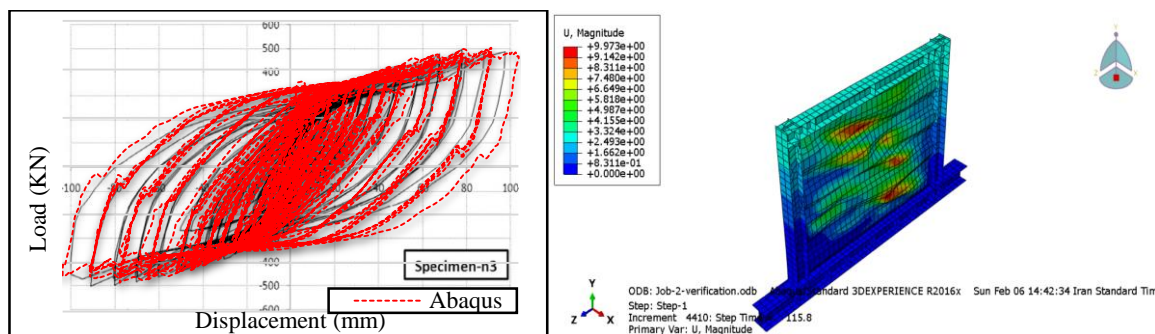 600
500
400
-100
40
60
80
100
-400
-500
-600
Load (KN)
Displacement (mm)
Specimen-n3
Abaqus
U, Magnitude
+9.973e+00
+9.142e+00
+8.311e+00
+7.480e+00
+6.649e+00
+5.818e+00
+4.987e+00
+4.155e+00
+3.324e+00
+2.493e+00
+1.662e+00
+8.311e-01
+0.000e+00
Y
Z
X
Y
Z
X
ODB: Job-2-verification.odb Standard 3DEXPERIENCE R2016x Sun Feb 06 14:42:34 Iran Standard Tim
Step: Step-1
Increment 4410: Step Time 115.8
Primary Var: U, Magnitude